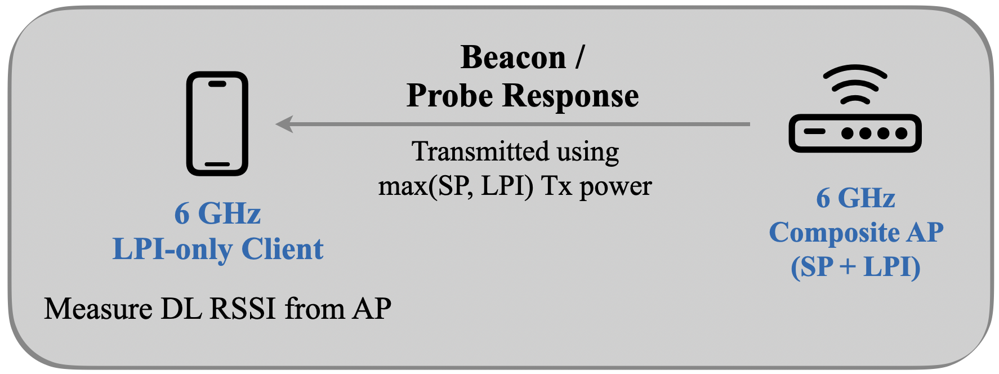 Beacon /
Probe Response
Transmitted using
max(SP, LPI) Tx power
6 GHz
LPI-only Client
6 GHz
Composite AP
(SP + LPI)
Measure DL RSSI from AP